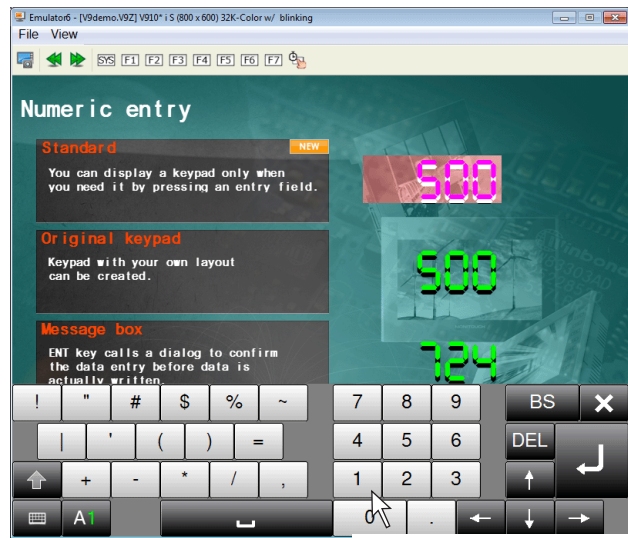 Emulator6 - [V9demo.V9Z] V910* i S (800 x 600) 32K-Color w/ blinking
File View
SYS F1 F2 F3 F4 F5 F6 F7
Numeric entry
Standard
NEW
You can display a keypad only when
you need it by pressing an entry field.
500
Original keypad
Keypad with your own layout
can be created.
500
Message box
ENT key calls a dialog to confirm
the data entry before data is
actually written.
724
! " # $ % ~ 7 8 9 BS X
| ' ( ) = 4 5 6 DEL
+ - * / , 1 2 3 ↑
A1 0 . ← ↓ →